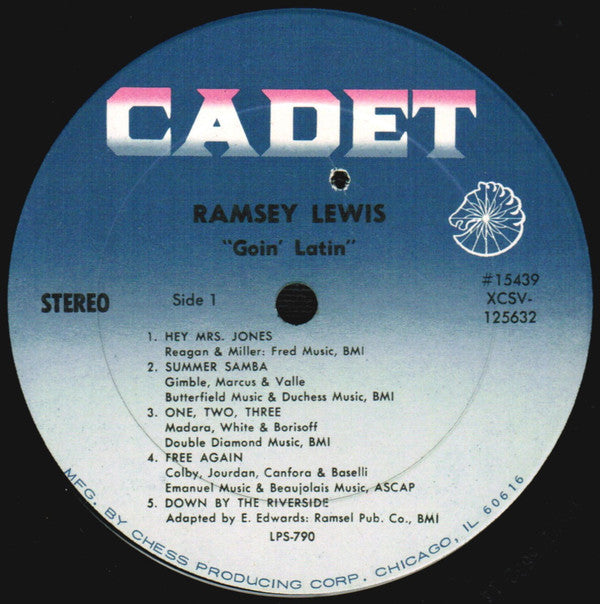 CADET
RAMSEY LEWIS
"Goin' Latin"
#15439
XCSV-
125632
STEREO
Side 1
1. HEY MRS. JONES
Reagan & Miller: Fred Music, BMI
2. SUMMER SAMBA
Gimble, Marcus & Valle
Butterfield Music & Duchess Music, BMI
3. ONE, TWO, THREE
Madara, White & Borisoff
Double Diamond Music, BMI
4. FREE AGAIN
Colby, Jourdan, Canfora & Baselli
Emanuel Music & Beaujolais Music, ASCAP
5. DOWN BY THE RIVERSIDE
Adapted by E. Edwards: Ramsel Pub. Co., BMI
LPS-790
MFG. BY CHESS PRODUCING CORP. CHICAGO, IL 60616